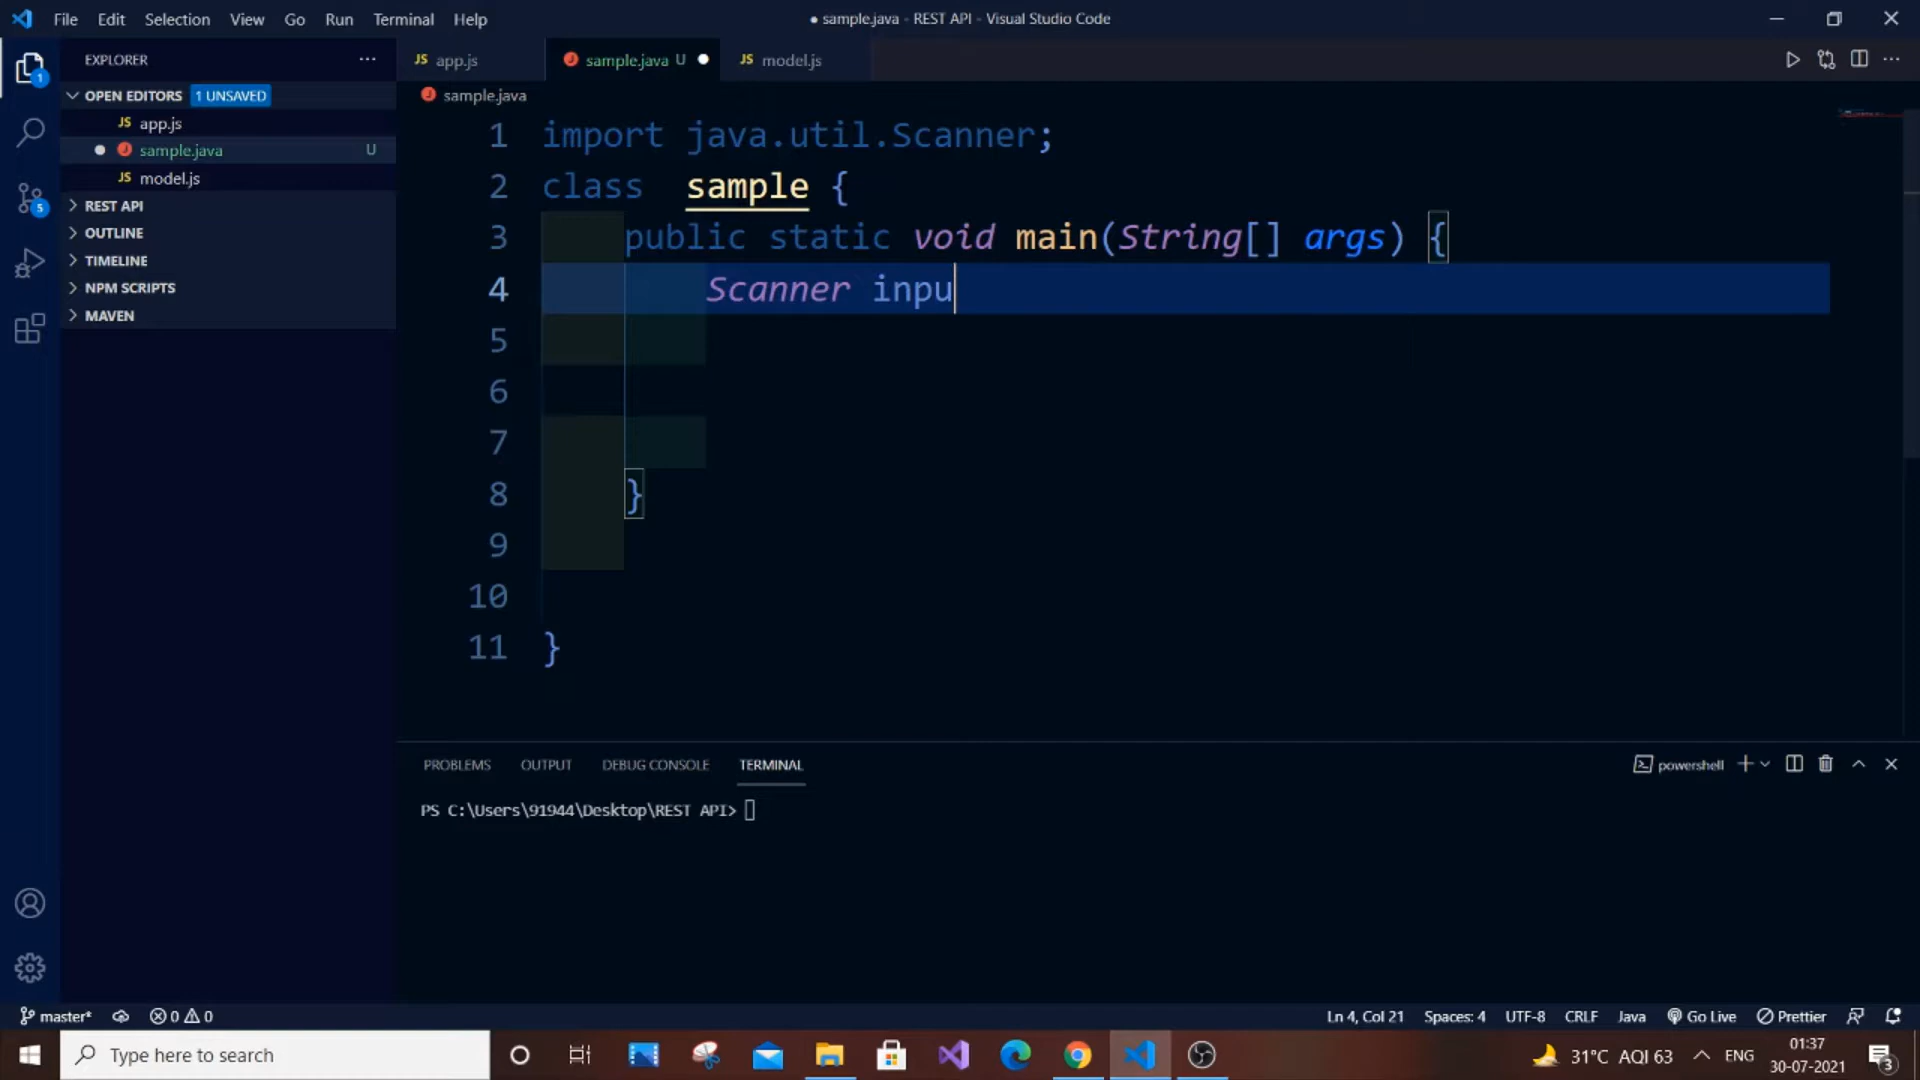 File Edit Selection View Go Run Terminal Help
● sample.java - REST API - Visual Studio Code
EXPLORER
OPEN EDITORS 1 UNSAVED
JS app.js
sample.java U
JS model.js
REST API
OUTLINE
TIMELINE
NPM SCRIPTS
MAVEN
1
5
JS app.js
sample.java U
JS model.js
sample.java
1 import java.util.Scanner;
2 class  sample {
3 public static void main(String[] args) {
4 Scanner inpu
5
6
7
8 }
9
10
11 }
PROBLEMS OUTPUT DEBUG CONSOLE TERMINAL
powershell
PS C:\Users\91944\Desktop\REST API>
master* 0 0
Ln 4, Col 21 Spaces: 4 UTF-8 CRLF Java Go Live Prettier
Type here to search
31°C AQI 63 ENG
01:37
30-07-2021
3